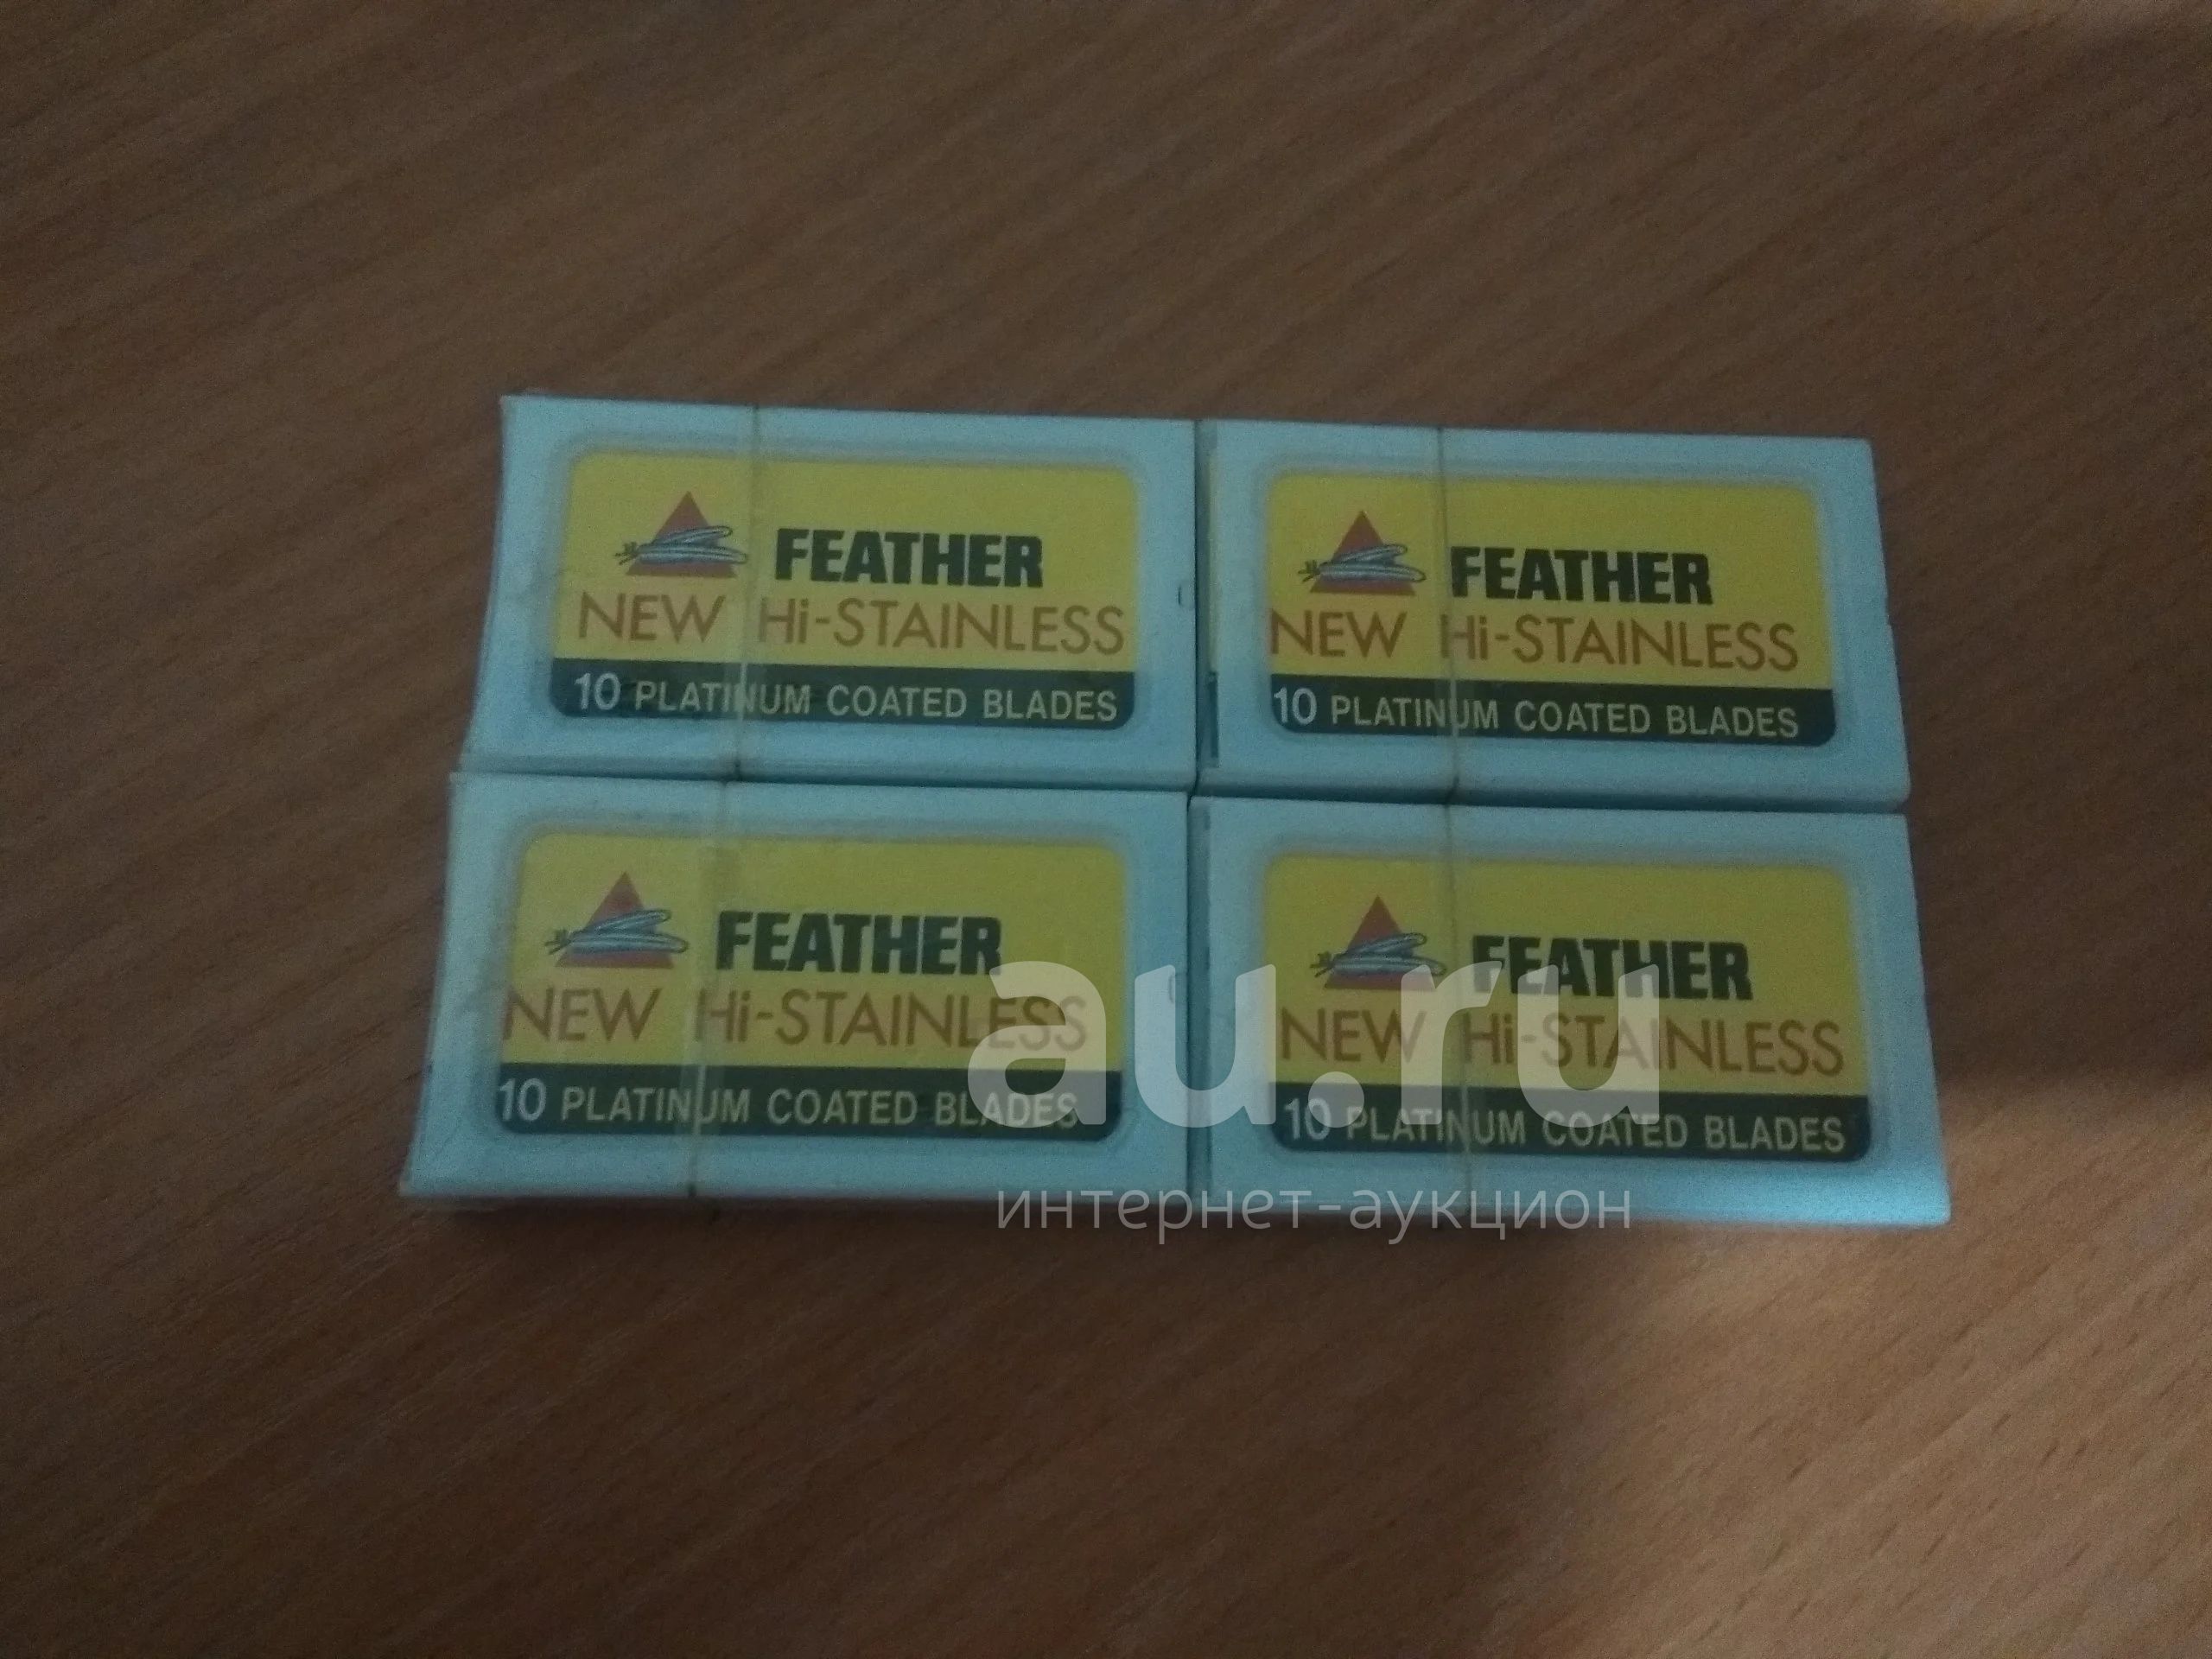 FEATHER
NEW Hi-STAINLESS
10 PLATINUM COATED BLADES
FEATHER
NEW Hi-STAINLESS
10 PLATINUM COATED BLADES
FEATHER
NEW Hi-STAINLESS
10 PLATINUM COATED BLADES
FEATHER
NEW Hi-STAINLESS
10 PLATINUM COATED BLADES
au.ru
интернет-аукцион